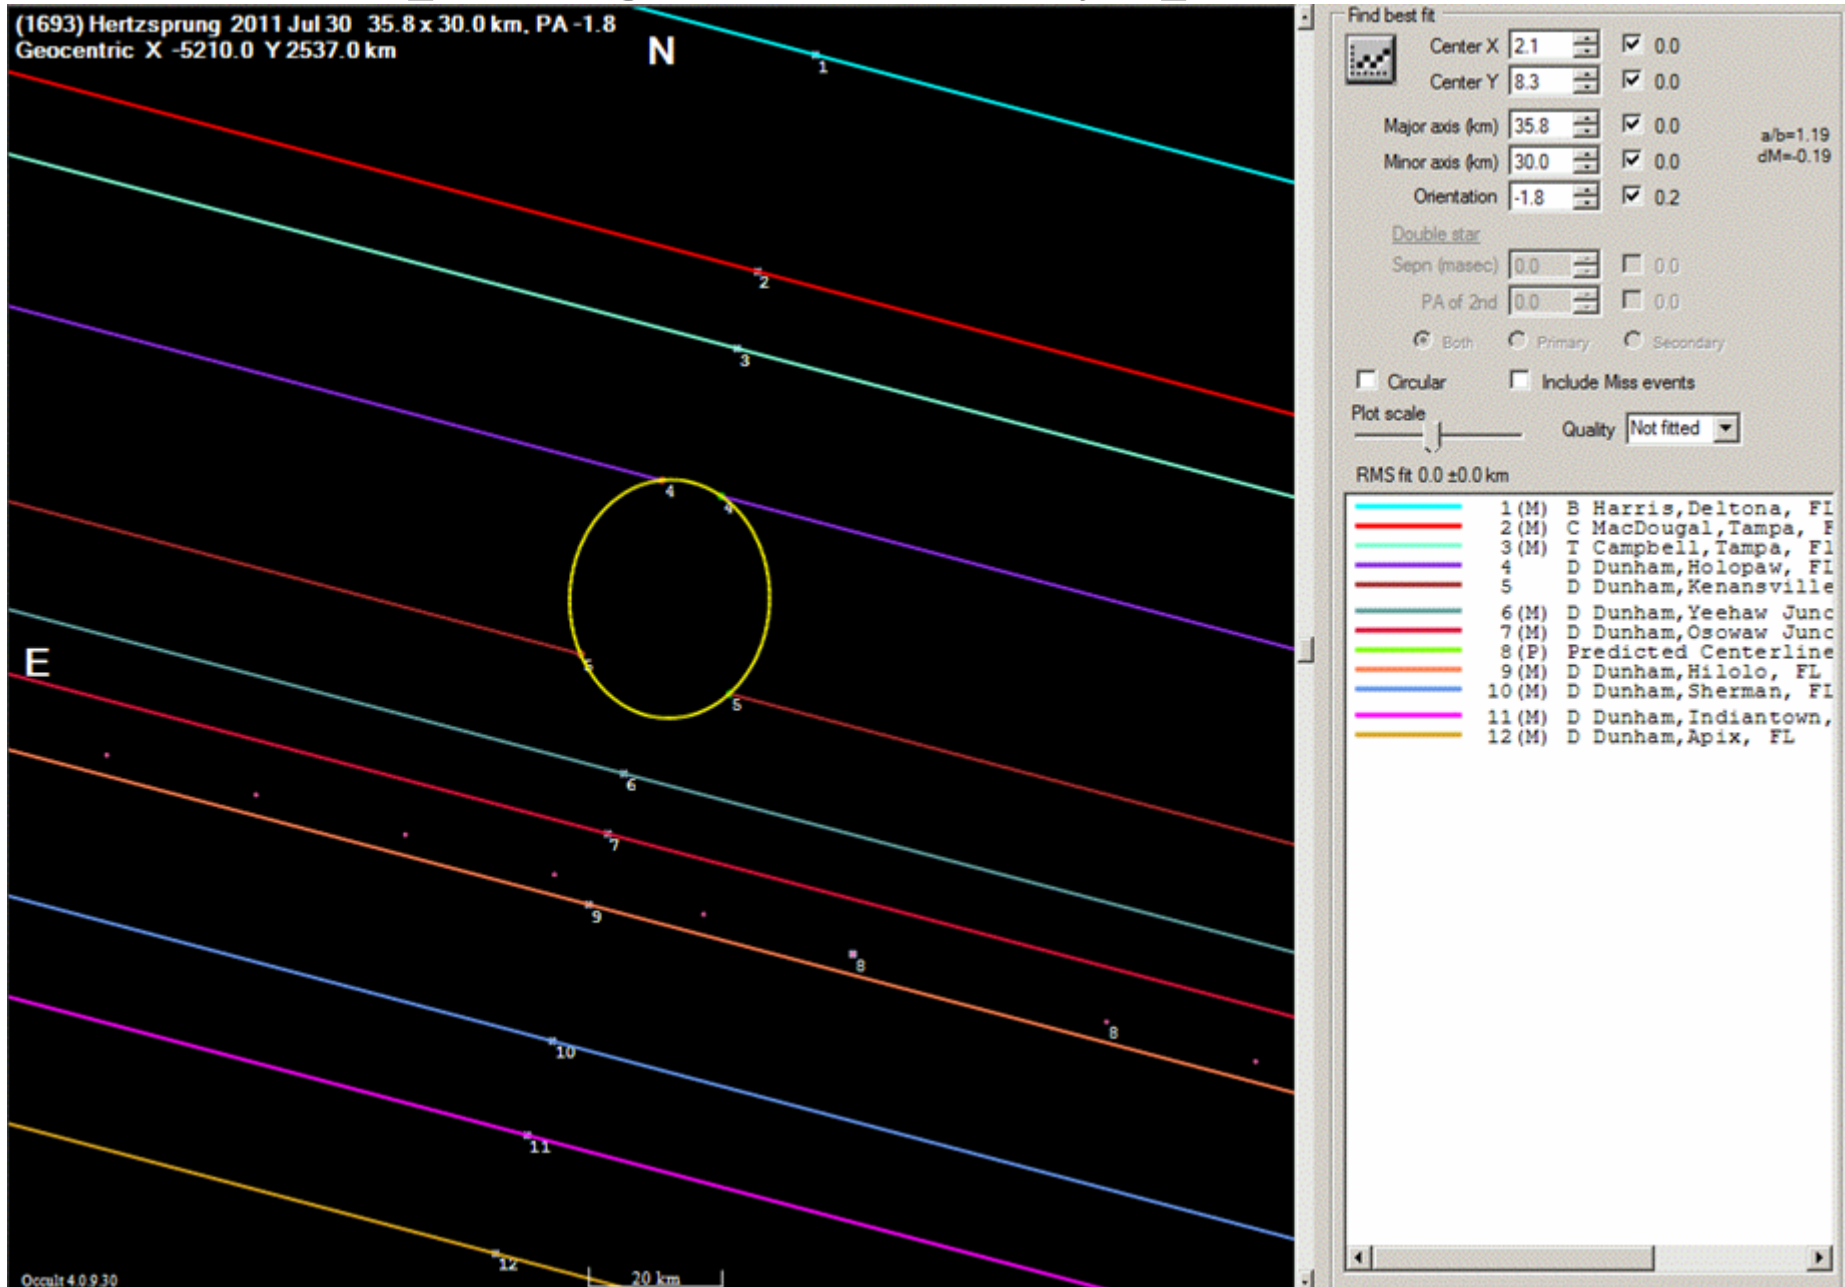 (1693) Hertzsprung 2011 Jul 30 35.8 x 30.0 km, PA -1.8
Geocentric X -5210.0 Y 2537.0 km
N
1
2
3
4
4
5
5
E
6
7
9
8
8
10
11
12
20 km
Occult 4.0.9.30
Find best fit
Center X 2.1 0.0
Center Y 8.3 0.0
Major axis (km) 35.8 0.0
a/b=1.19
Minor axis (km) 30.0 0.0
dM=-0.19
Orientation -1.8 0.2
Double star
Sepn (masec) 0.0 0.0
PA of 2nd 0.0 0.0
Both Primary Secondary
Circular Include Miss events
Plot scale
Quality Not fitted
RMS fit 0.0 ±0.0 km
1(M) B Harris,Deltona, FL
2(M) C MacDougal,Tampa, F
3(M) T Campbell,Tampa, Fl
4 D Dunham,Holopaw, FL
5 D Dunham,Kenansville
6(M) D Dunham,Yeehaw Junc
7(M) D Dunham,Osowaw Junc
8(P) Predicted Centerline
9(M) D Dunham,Hilolo, FL
10(M) D Dunham,Sherman, FL
11(M) D Dunham,Indiantown,
12(M) D Dunham,Apix, FL